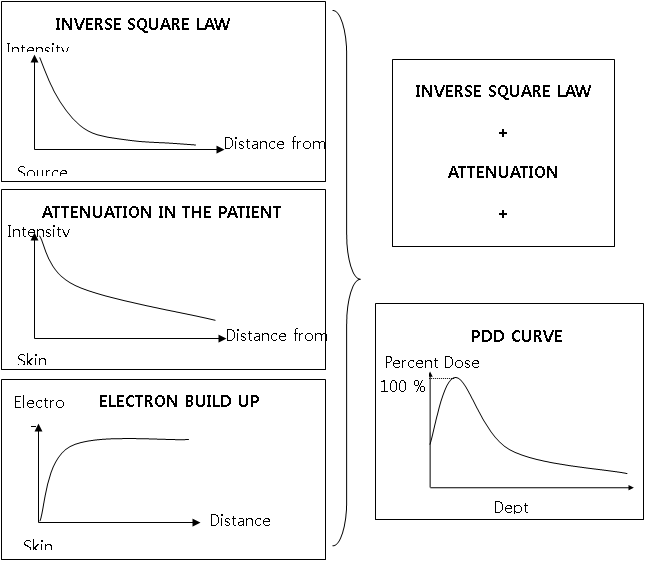 INVERSE SQUARE LAW
Intensity
Distance from
Source
ATTENUATION IN THE PATIENT
Intensity
Distance from
Skin
Electro
ELECTRON BUILD UP
Distance
Skin
INVERSE SQUARE LAW
+
ATTENUATION
+
PDD CURVE
Percent Dose
100 %
Dept